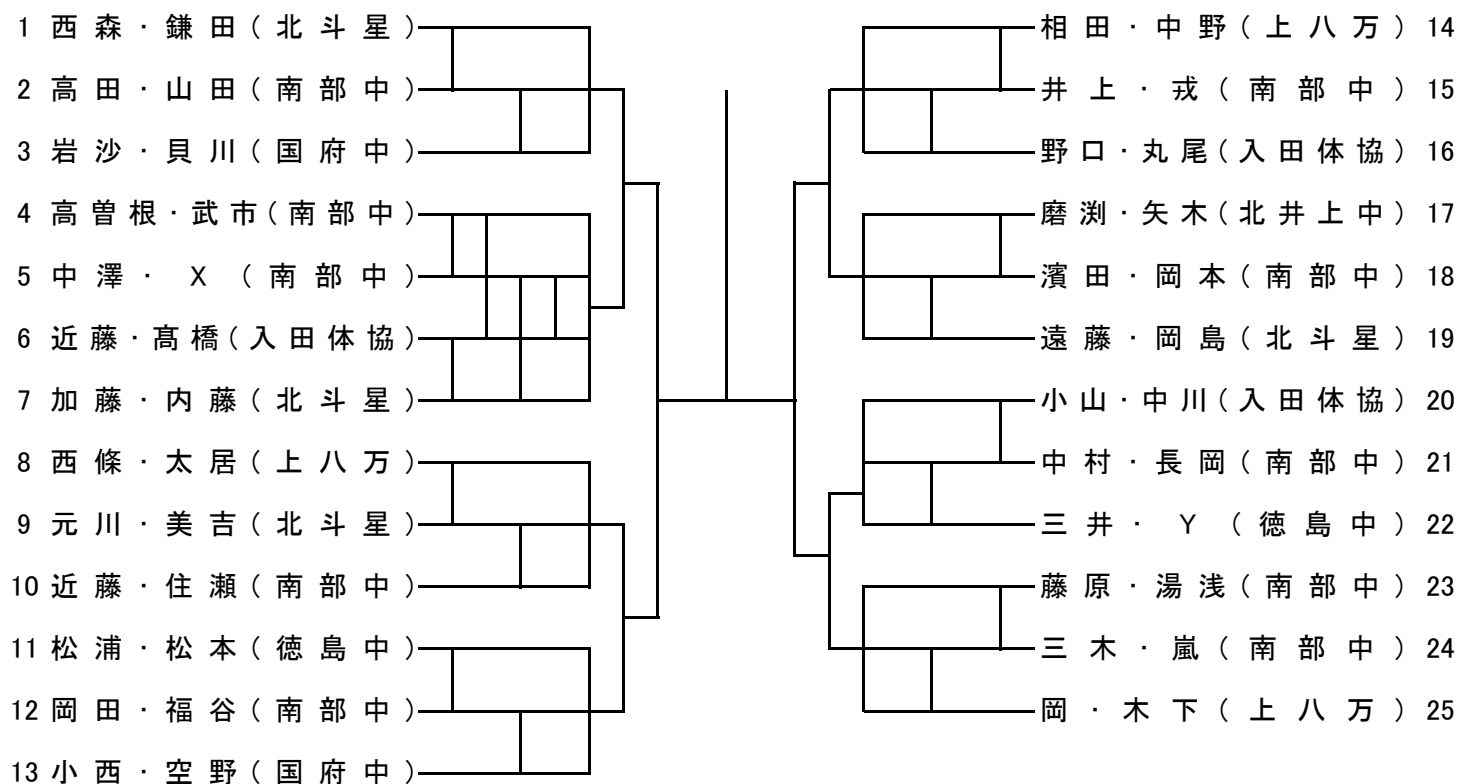 1 西森・鎌田(北斗星)
2 高田・山田(南部中)
3 岩沙・貝川(国府中)
4 高曽根・武市(南部中)
5 中澤・X(南部中)
6 近藤・髙橋(入田体協)
7 加藤・内藤(北斗星)
8 西條・太居(上八万)
9 元川・美吉(北斗星)
10 近藤・住瀬(南部中)
11 松浦・松本(徳島中)
12 岡田・福谷(南部中)
13 小西・空野(国府中)
相田・中野(上八万) 14
井上・戎(南部中) 15
野口・丸尾(入田体協) 16
磨渕・矢木(北井上中) 17
濱田・岡本(南部中) 18
遠藤・岡島(北斗星) 19
小山・中川(入田体協) 20
中村・長岡(南部中) 21
三井・Y(徳島中) 22
藤原・湯浅(南部中) 23
三木・嵐(南部中) 24
岡・木下(上八万) 25